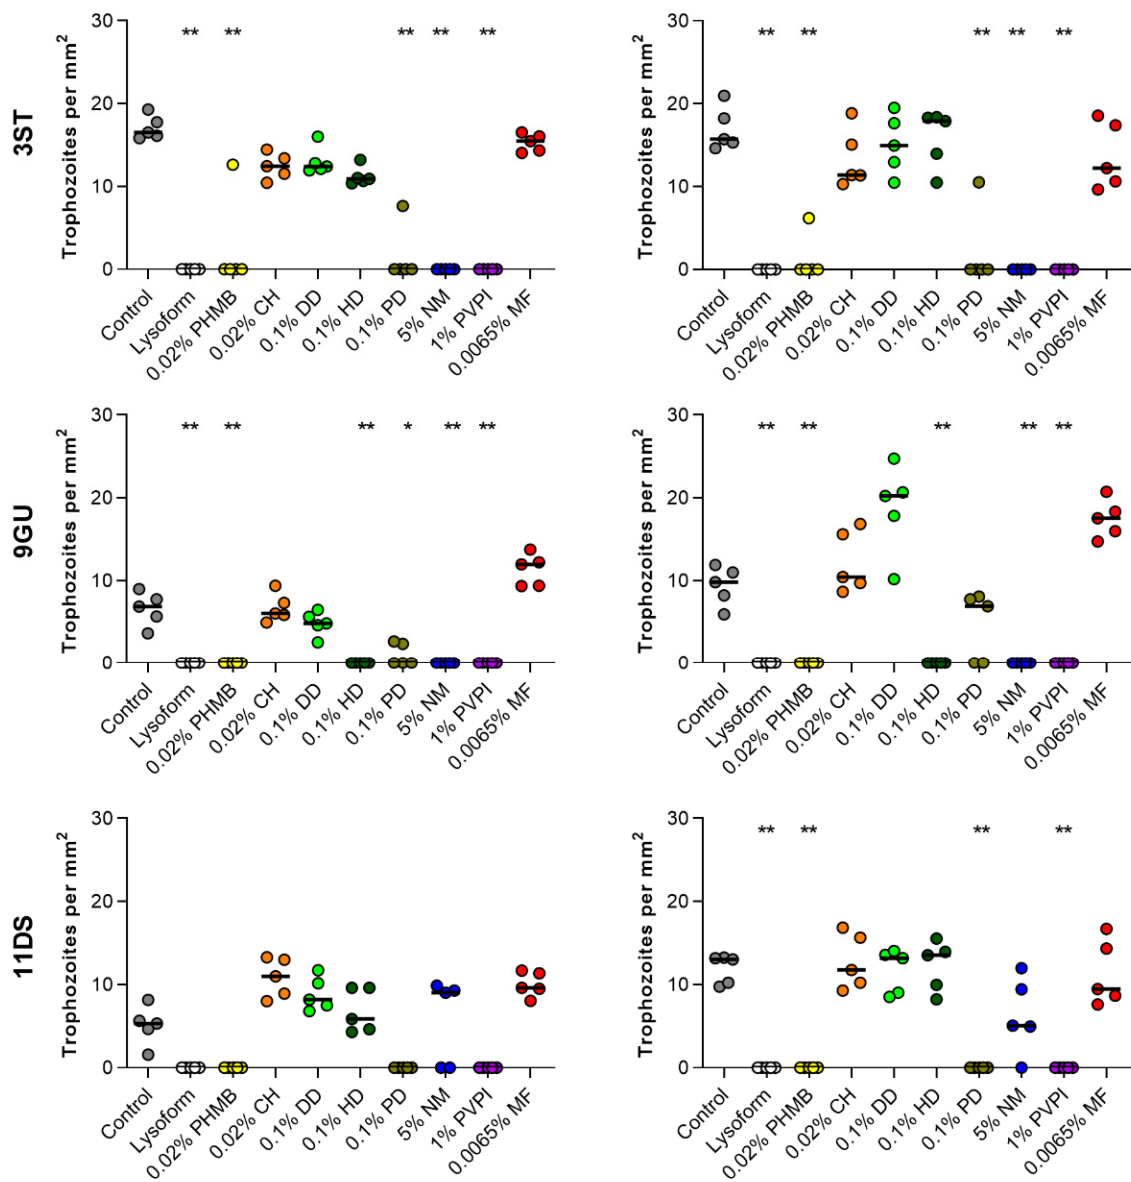 3ST
Trophozoites per mm²
30
20
10
0
** ** ** ** **
Control
Lysoform
0.02% PHMB
0.02% CH
0.1% DD
0.1% HD
0.1% PD
5% NM
1% PVPI
0.0065% MF
Trophozoites per mm²
30
20
10
0
** ** ** ** **
Control
Lysoform
0.02% PHMB
0.02% CH
0.1% DD
0.1% HD
0.1% PD
5% NM
1% PVPI
0.0065% MF
9GU
Trophozoites per mm²
30
20
10
0
** ** ** * ** **
Control
Lysoform
0.02% PHMB
0.02% CH
0.1% DD
0.1% HD
0.1% PD
5% NM
1% PVPI
0.0065% MF
Trophozoites per mm²
30
20
10
0
** ** ** ** **
Control
Lysoform
0.02% PHMB
0.02% CH
0.1% DD
0.1% HD
0.1% PD
5% NM
1% PVPI
0.0065% MF
11DS
Trophozoites per mm²
30
20
10
0
Control
Lysoform
0.02% PHMB
0.02% CH
0.1% DD
0.1% HD
0.1% PD
5% NM
1% PVPI
0.0065% MF
Trophozoites per mm²
30
20
10
0
** ** ** **
Control
Lysoform
0.02% PHMB
0.02% CH
0.1% DD
0.1% HD
0.1% PD
5% NM
1% PVPI
0.0065% MF